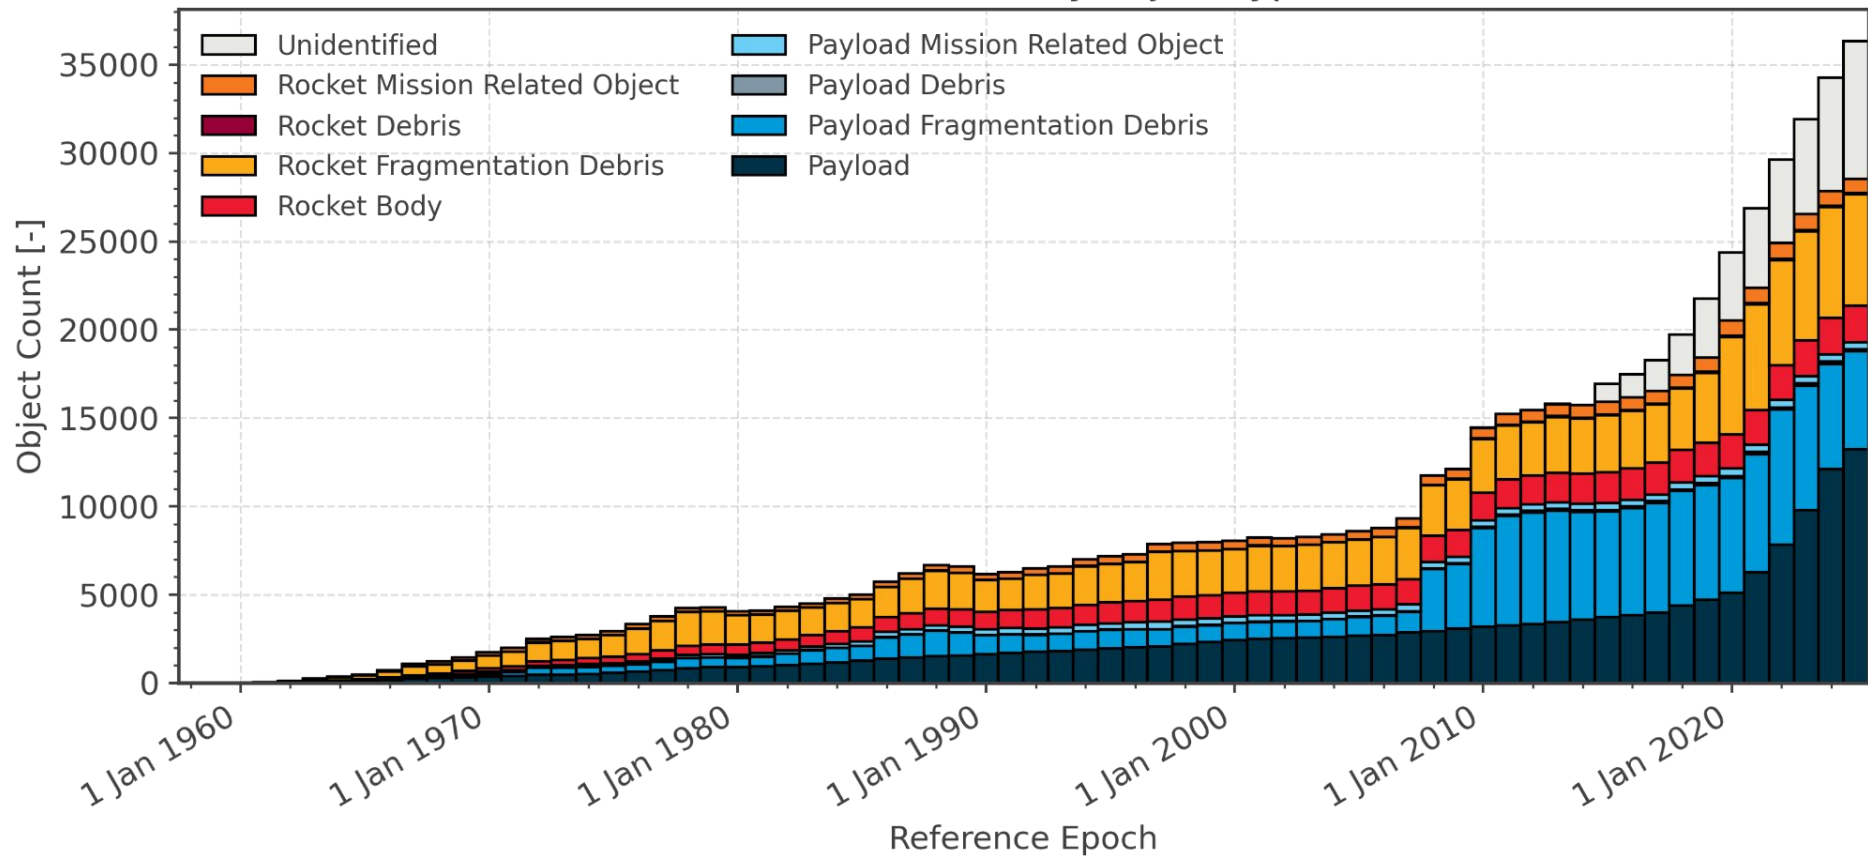 Unidentified
Rocket Mission Related Object
Rocket Debris
Rocket Fragmentation Debris
Rocket Body
Payload Mission Related Object
Payload Debris
Payload Fragmentation Debris
Payload
Object Count [-]
35000
30000
25000
20000
15000
10000
5000
0
1 Jan 1960
1 Jan 1970
1 Jan 1980
1 Jan 1990
1 Jan 2000
1 Jan 2010
1 Jan 2020
Reference Epoch